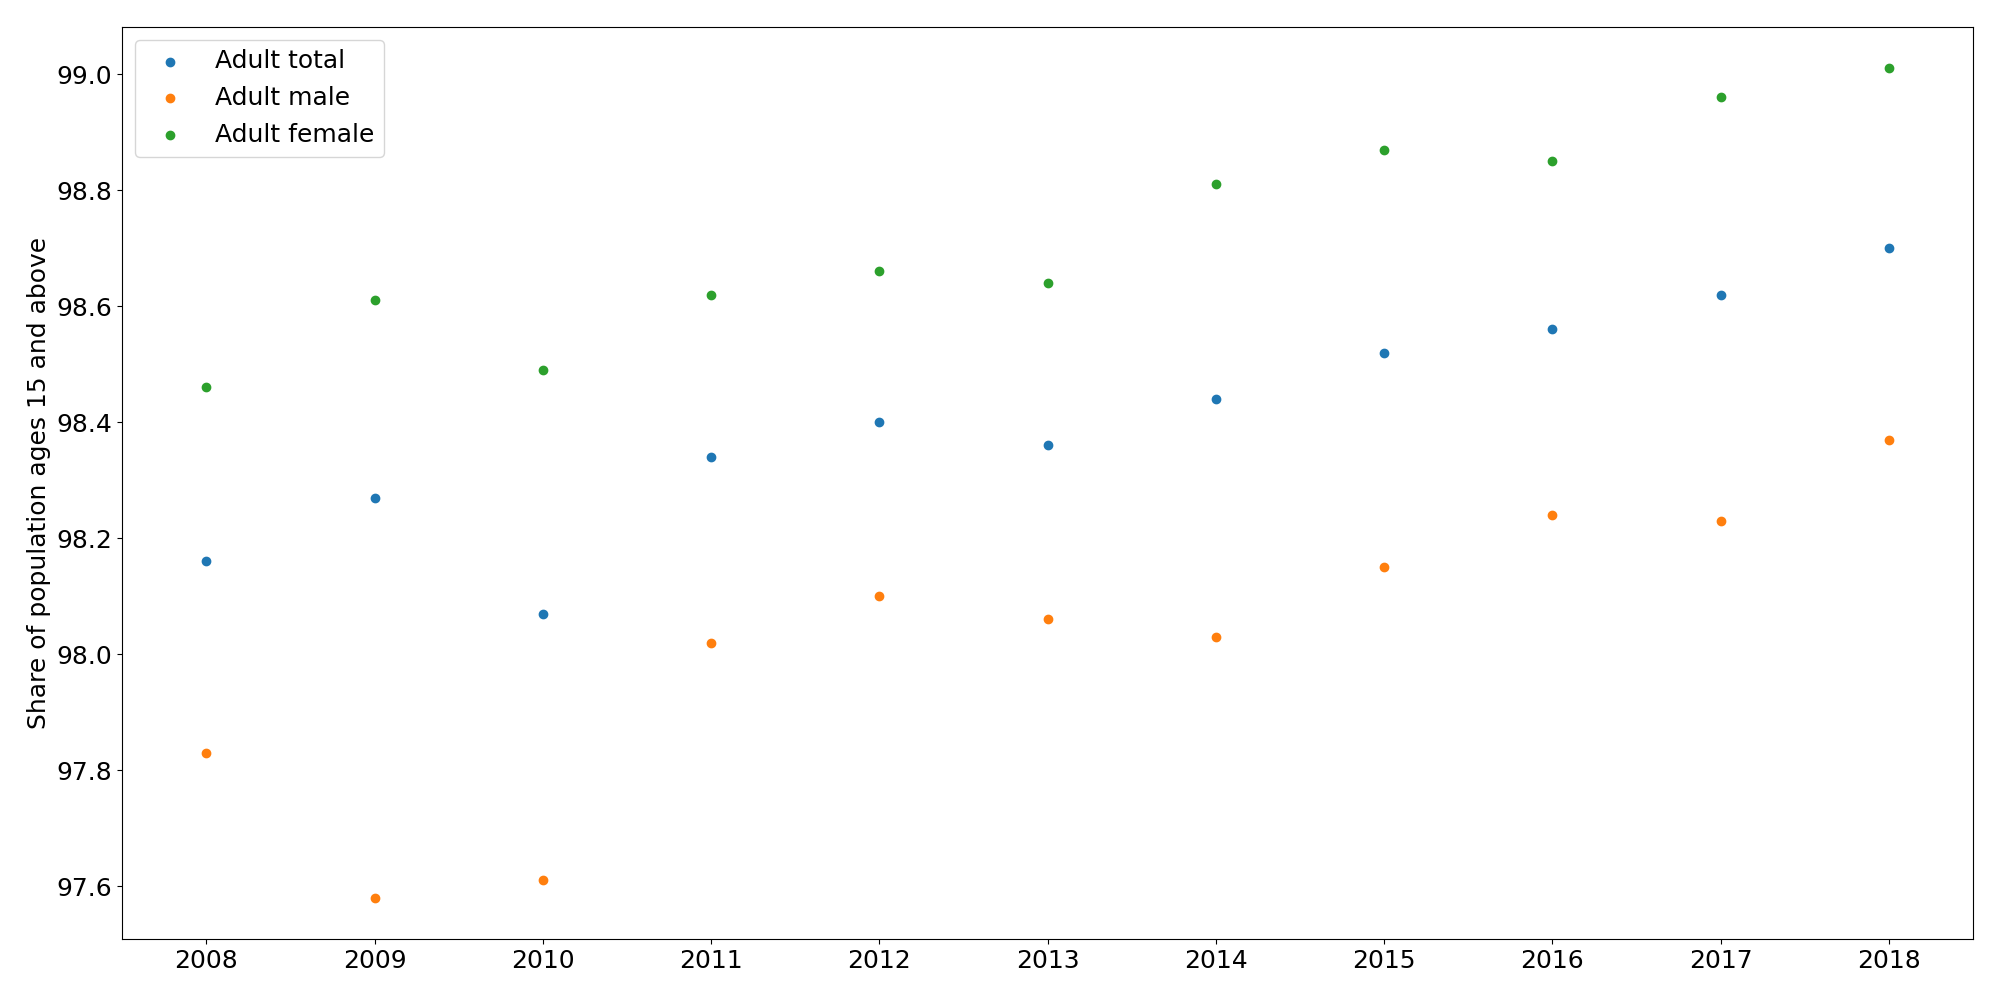 Adult total
Adult male
Adult female
Share of population ages 15 and above
99.0
98.8
98.6
98.4
98.2
98.0
97.8
97.6
2008 2009 2010 2011 2012 2013 2014 2015 2016 2017 2018